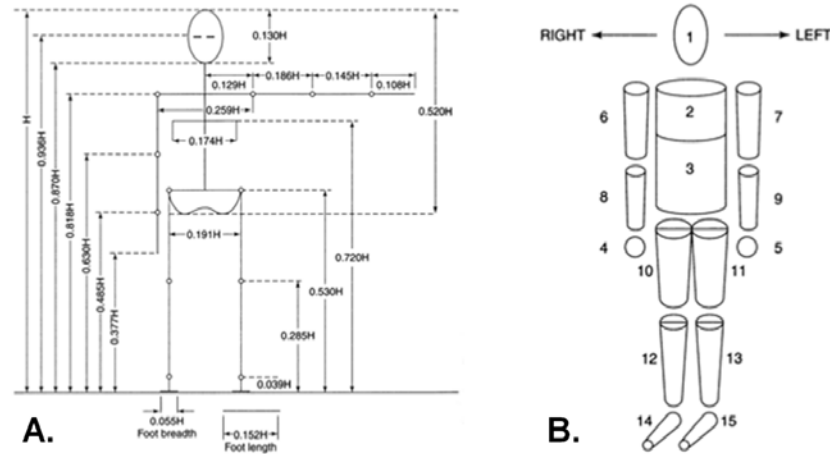 0.130H
0.186H
0.145H
0.129H
0.108H
0.259H
0.520H
0.174H
H
0.936H
0.870H
0.818H
0.630H
0.485H
0.377H
0.191H
0.720H
0.530H
0.285H
0.039H
0.055H
Foot breadth
0.152H
Foot length
A.
RIGHT
LEFT
1
2
3
6
7
8
9
4
5
10
11
12
13
14
15
B.